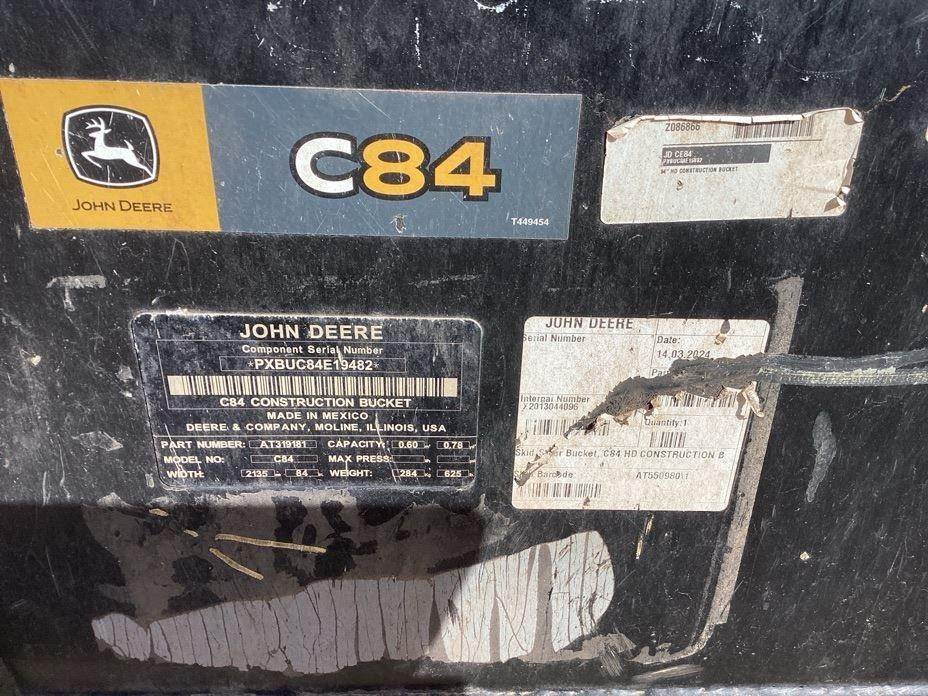 JOHN DEERE
C84
T449454
Z086866
JD CE84
PXBUC84E19482
84" HD CONSTRUCTION BUCKET
JOHN DEERE
Component Serial Number
*PXBUC84E19482*
C84 CONSTRUCTION BUCKET
MADE IN MEXICO
DEERE & COMPANY, MOLINE, ILLINOIS, USA
PART NUMBER: AT319181 CAPACITY: 0.60 0.78
MODEL NO: C84 MAX PRESS:
WIDTH: 2135 84 WEIGHT: 284 625
JOHN DEERE
Serial Number
Date:
14.03.2024
Internal Number
Quantity:1
Bucket, C84 HD CONSTRUCTION B
Barcode